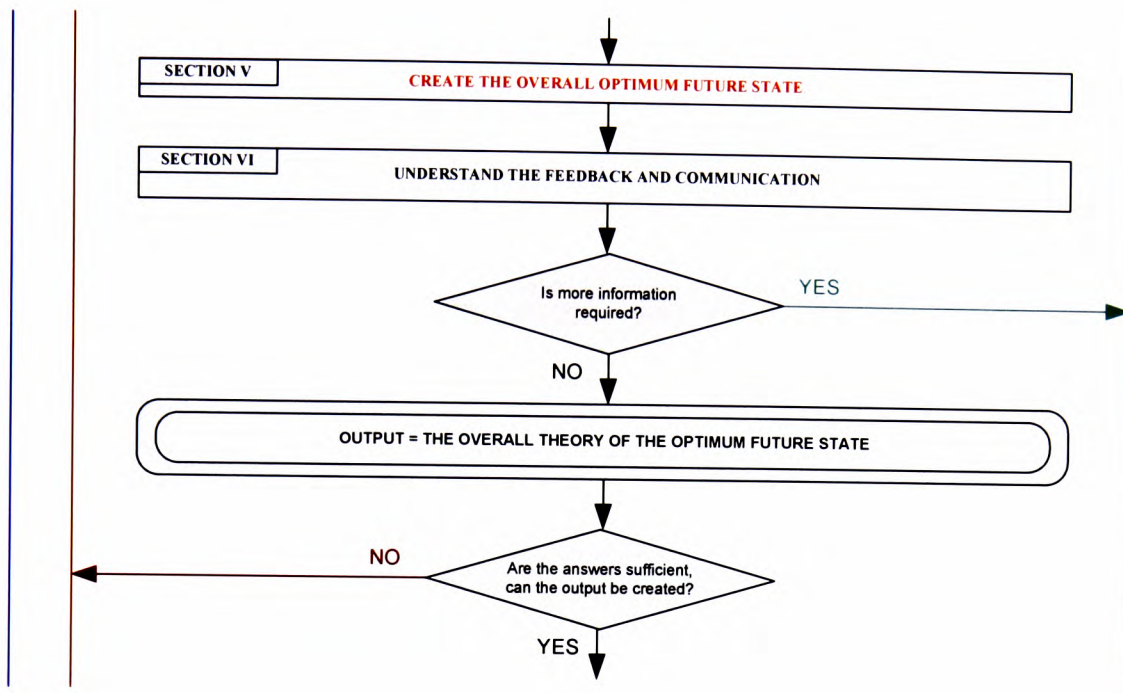 SECTION V
CREATE THE OVERALL OPTIMUM FUTURE STATE
SECTION VI
UNDERSTAND THE FEEDBACK AND COMMUNICATION
Is more information
required?
YES
NO
OUTPUT = THE OVERALL THEORY OF THE OPTIMUM FUTURE STATE
NO
Are the answers sufficient,
can the output be created?
YES